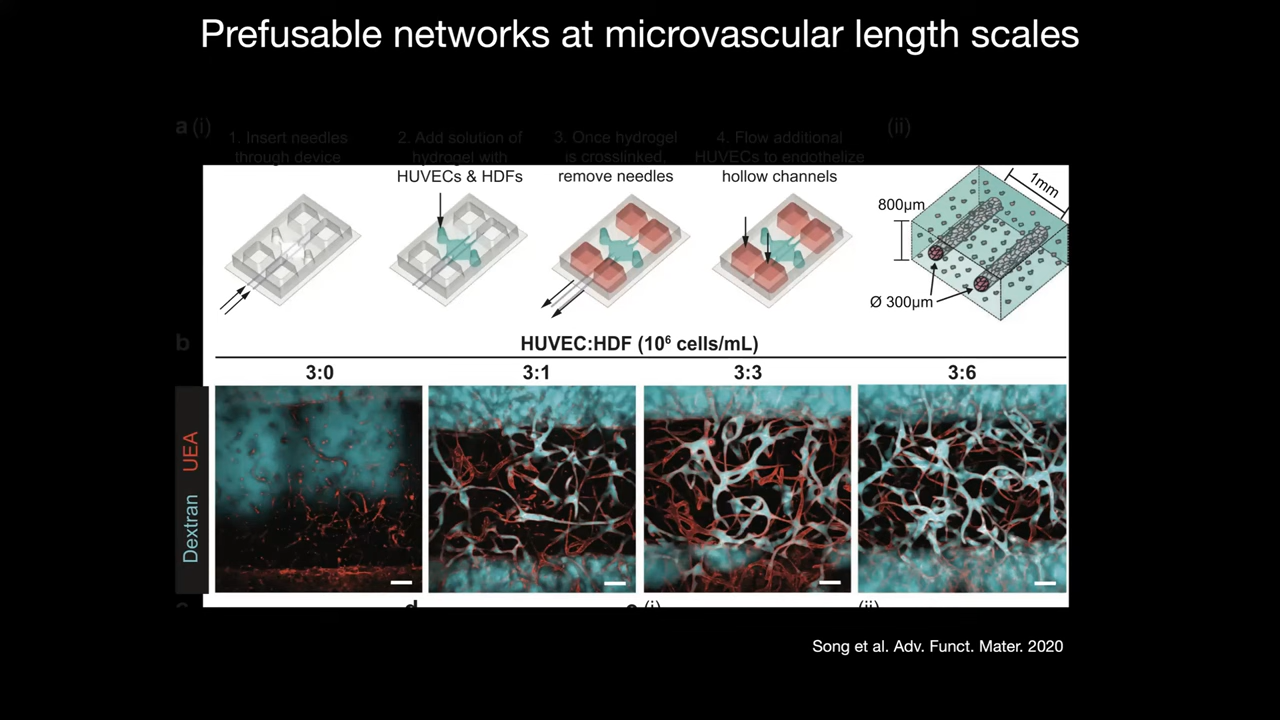 Prefusable networks at microvascular length scales
a (i)
1. Insert needles
through device
2. Add solution of
hydrogel with
HUVECs & HDFs
3. Once hydrogel
is crosslinked,
remove needles
4. Flow additional
HUVECs to endothelize
hollow channels
(ii)
1mm
800µm
Ø 300µm
b
HUVEC:HDF (10⁶ cells/mL)
3:0
3:1
3:3
3:6
Dextran UEA
(i)
(ii)
Song et al. Adv. Funct. Mater. 2020